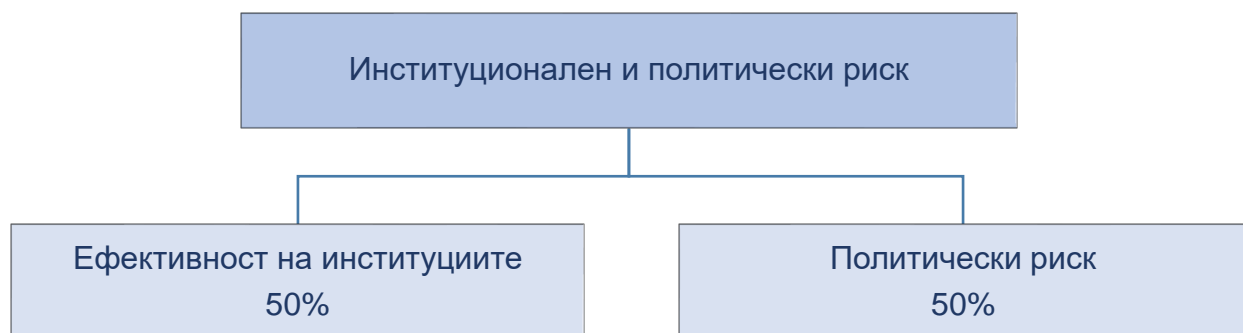 Институционален и политически риск
Ефективност на институциите
50%
Политически риск
50%